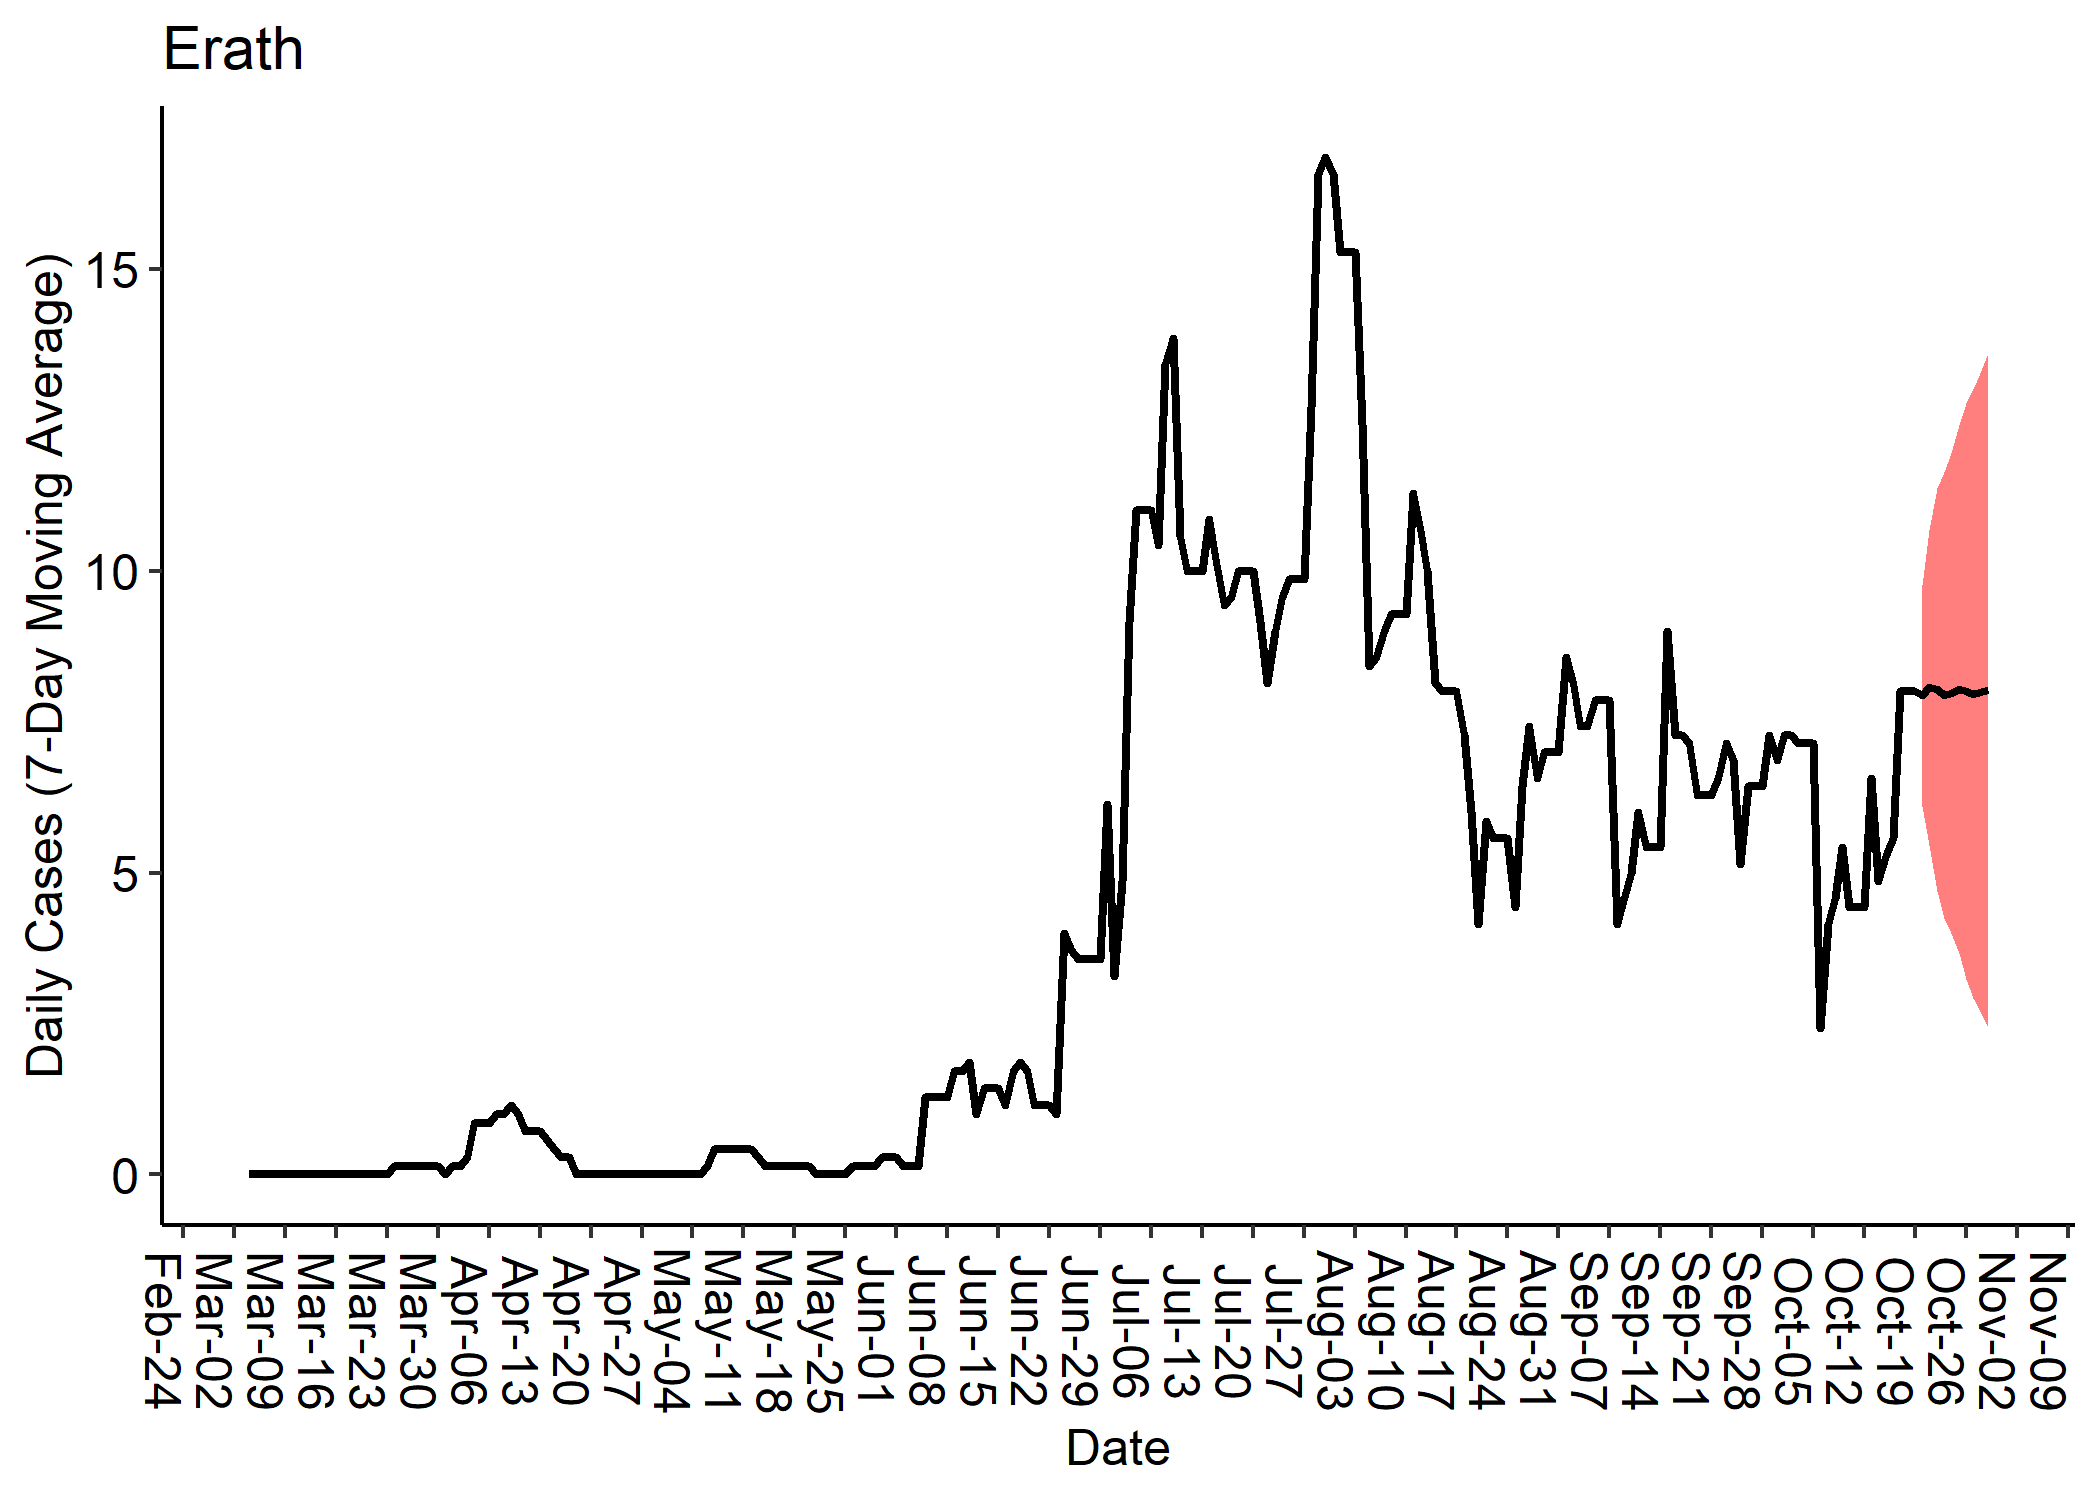 Erath
Daily Cases (7-Day Moving Average)
15
10
5
0
Feb-24
Mar-02
Mar-09
Mar-16
Mar-23
Mar-30
Apr-06
Apr-13
Apr-20
Apr-27
May-04
May-11
May-18
May-25
Jun-01
Jun-08
Jun-15
Jun-22
Jun-29
Jul-06
Jul-13
Jul-20
Jul-27
Aug-03
Aug-10
Aug-17
Aug-24
Aug-31
Sep-07
Sep-14
Sep-21
Sep-28
Oct-05
Oct-12
Oct-19
Oct-26
Nov-02
Nov-09
Date